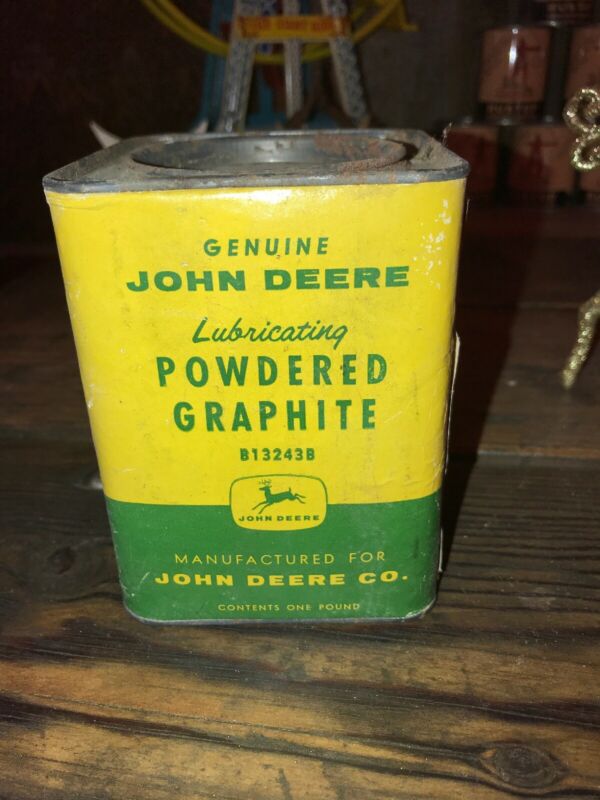 GENUINE
JOHN DEERE
Lubricating
POWDERED
GRAPHITE
B13243B
JOHN DEERE
MANUFACTURED FOR
JOHN DEERE CO.
CONTENTS ONE POUND